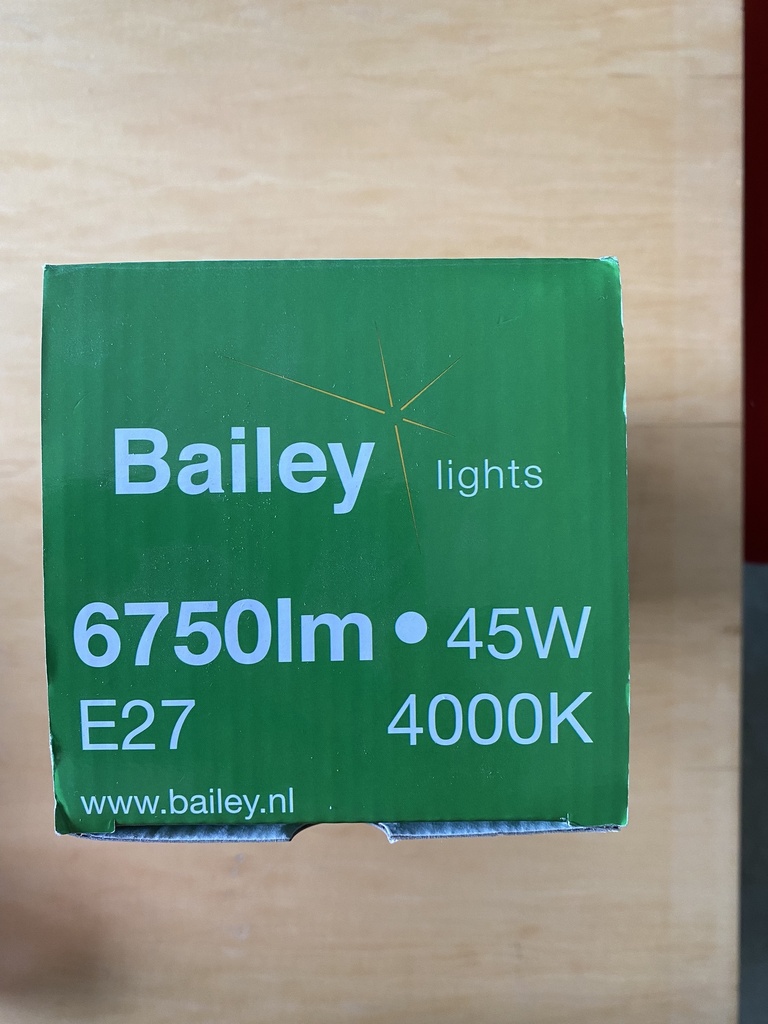 Bailey lights
6750lm • 45W
E27 4000K
www.bailey.nl